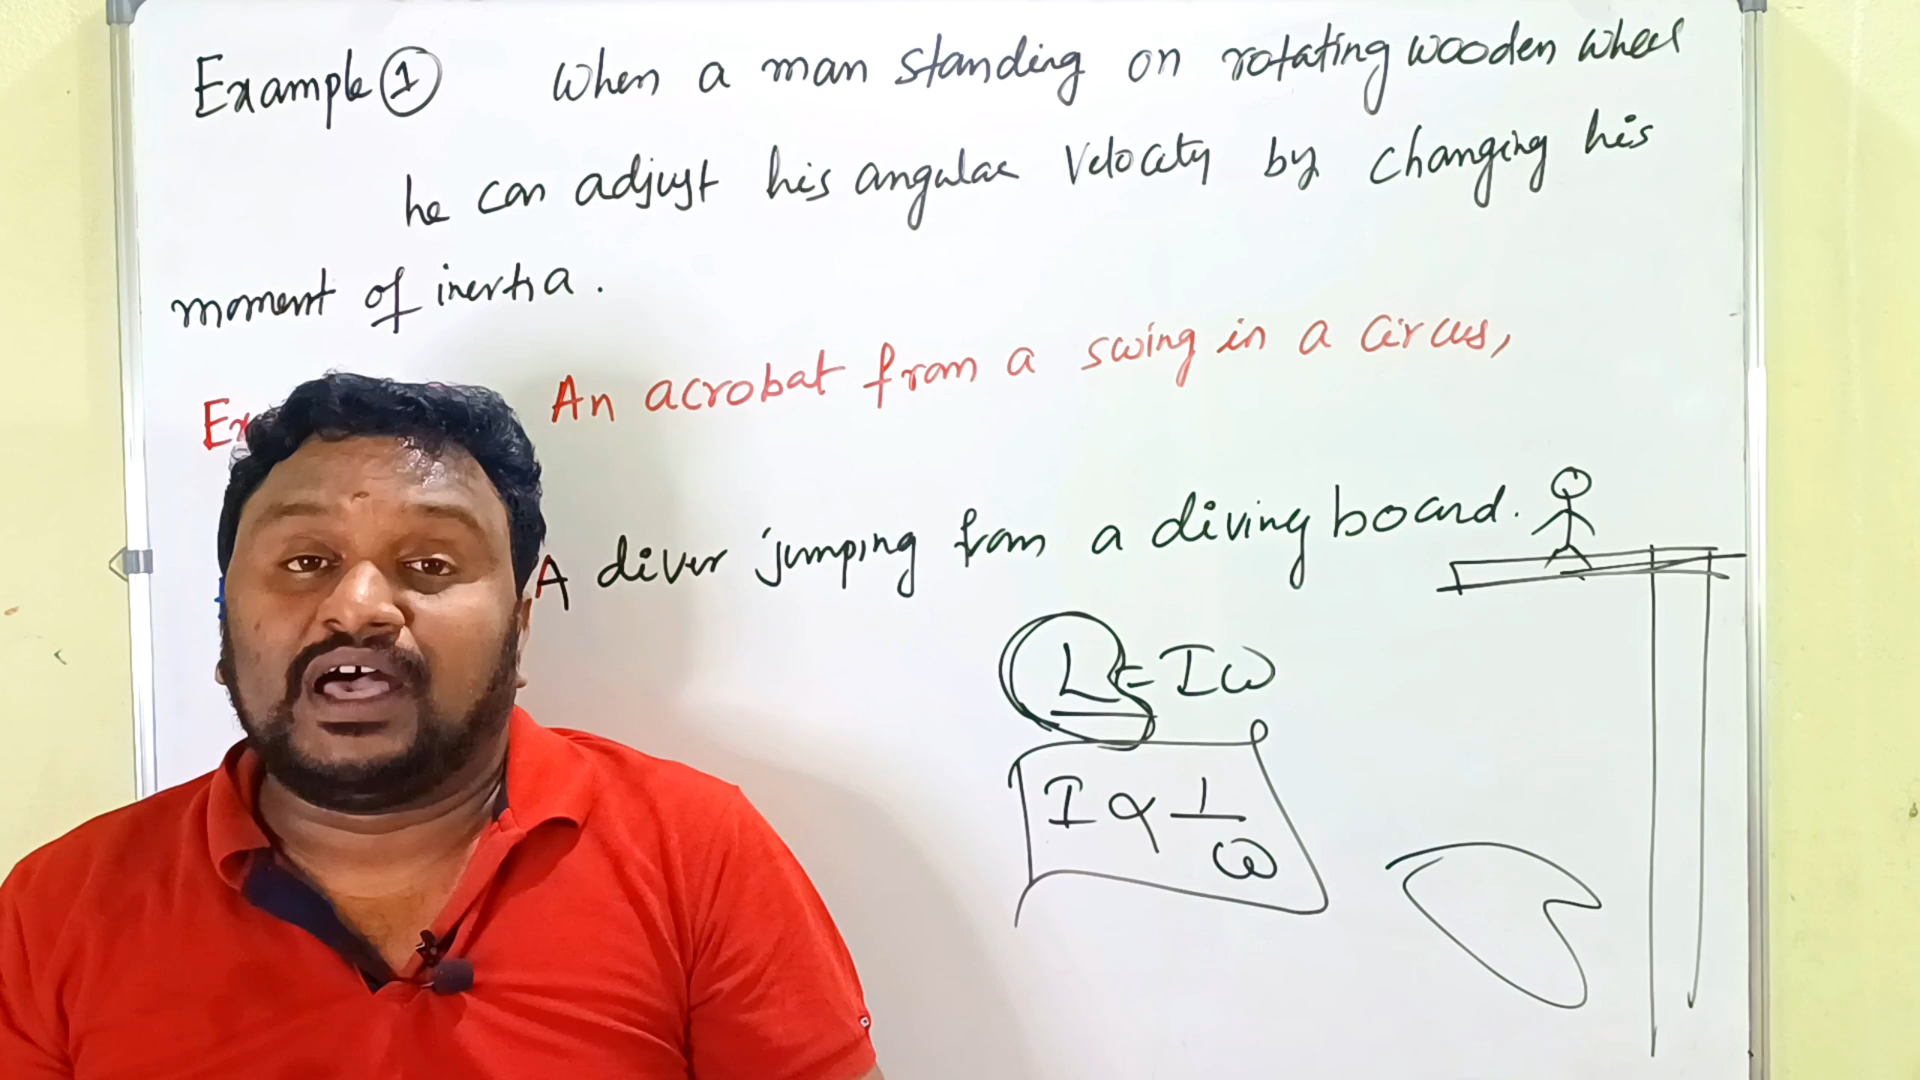 Example ① When a man standing on rotating wooden wheel
he can adjust his angular velocity by changing his
moment of inertia.
Ex An acrobat from a swing in a circus,
A diver jumping from a diving board.
L = Iω
I ∝ 1/ω